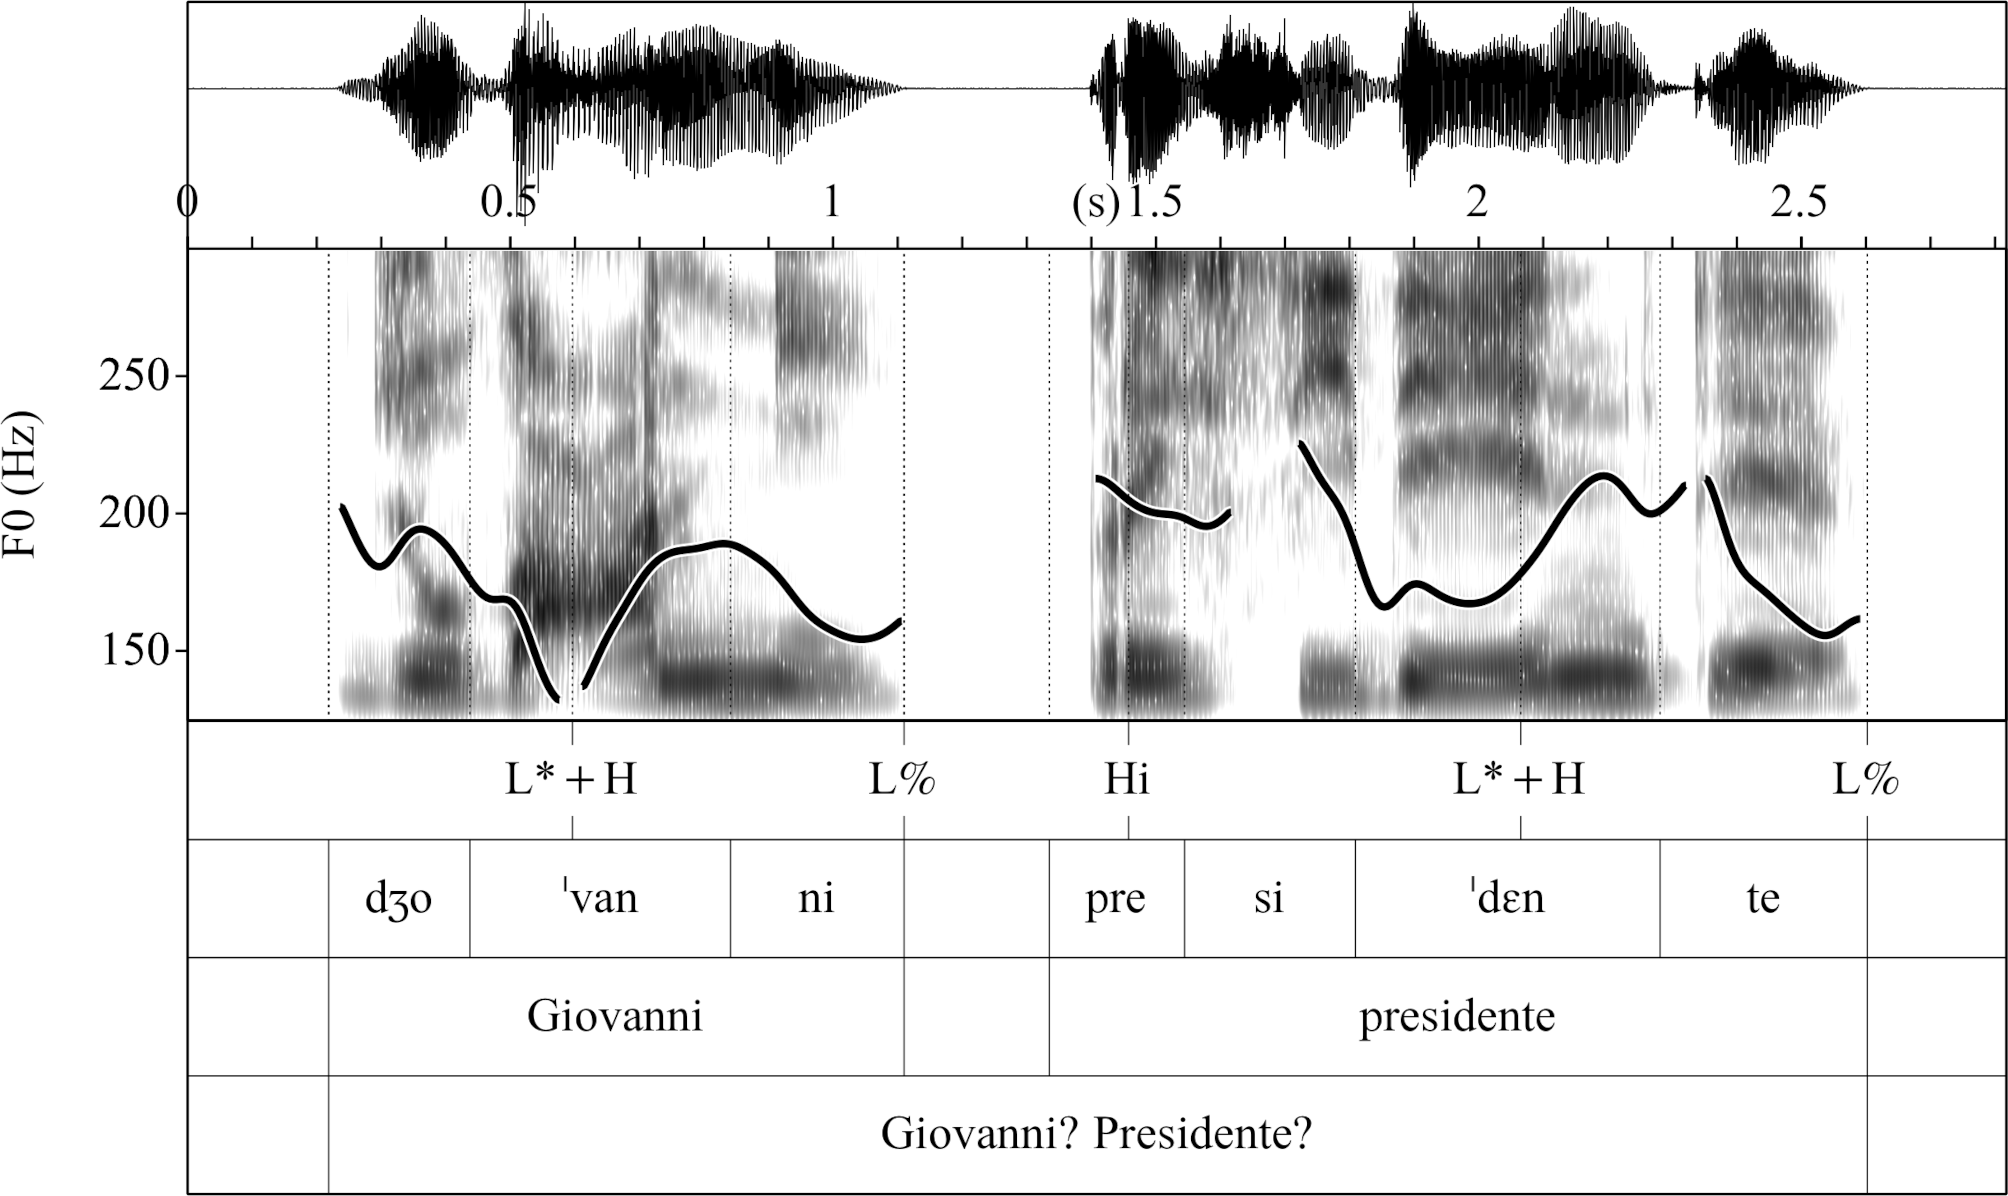 0 0.5 1 (s) 1.5 2 2.5
F0 (Hz)
250
200
150
L* + H L% Hi L* + H L%
dʒo ˈvan ni pre si ˈdɛn te
Giovanni presidente
Giovanni? Presidente?